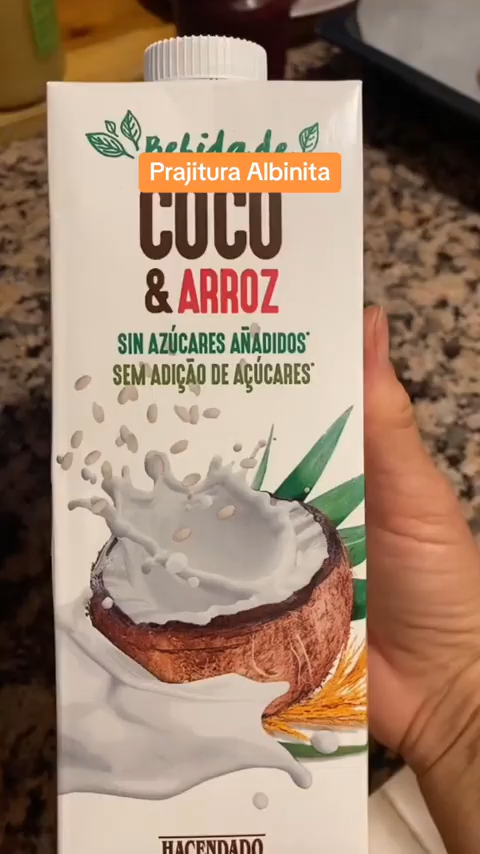 Bebida de
Prajitura Albinita
COCO
& ARROZ
SIN AZÚCARES AÑADIDOS*
SEM ADIÇÃO DE AÇÚCARES*
HACENDADO